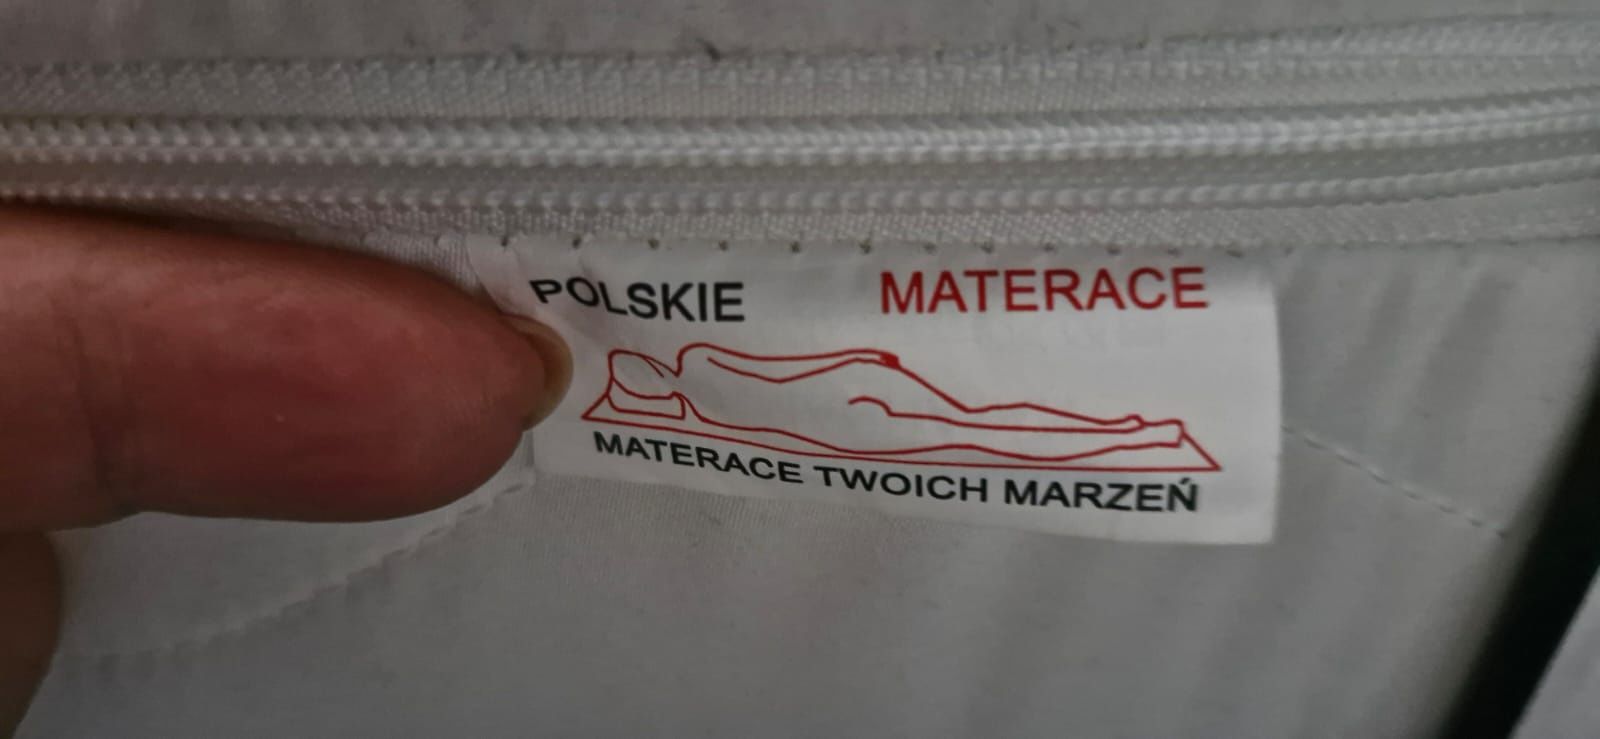 POLSKIE MATERACE
MATERACE TWOICH MARZEŃ